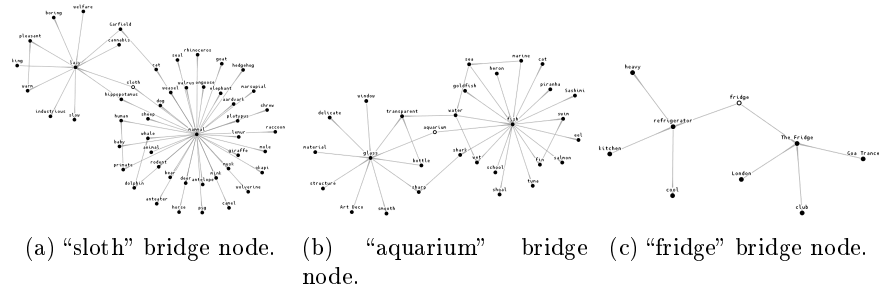 boring
welfare
pleasant
Garfield
cannabis
king
lazy
warm
industrious
slow
cat
sloth
hippopotamus
seal
rhinoceros
goat
hedgehog
weasel
walrus
elephant
marsupial
aardvark
shrew
dog
human
sheep
platypus
mammal
raccoon
whale
lemur
baby
animal
mole
giraffe
rodent
primate
bear
deer
antelope
mink
okapi
dolphin
wolverine
anteater
horse
pig
camel
window
delicate
transparent
aquarium
material
glass
bottle
structure
sharp
Art Deco
smooth
sea
marine
cat
heron
goldfish
piranha
Sashimi
water
fish
swim
eel
shark
wet
school
fin
salmon
tuna
shoal
heavy
fridge
refrigerator
The Fridge
kitchen
Goa Trance
London
cool
club
(a) “sloth” bridge node.
(b) “aquarium” bridge
node.
(c) “fridge” bridge node.